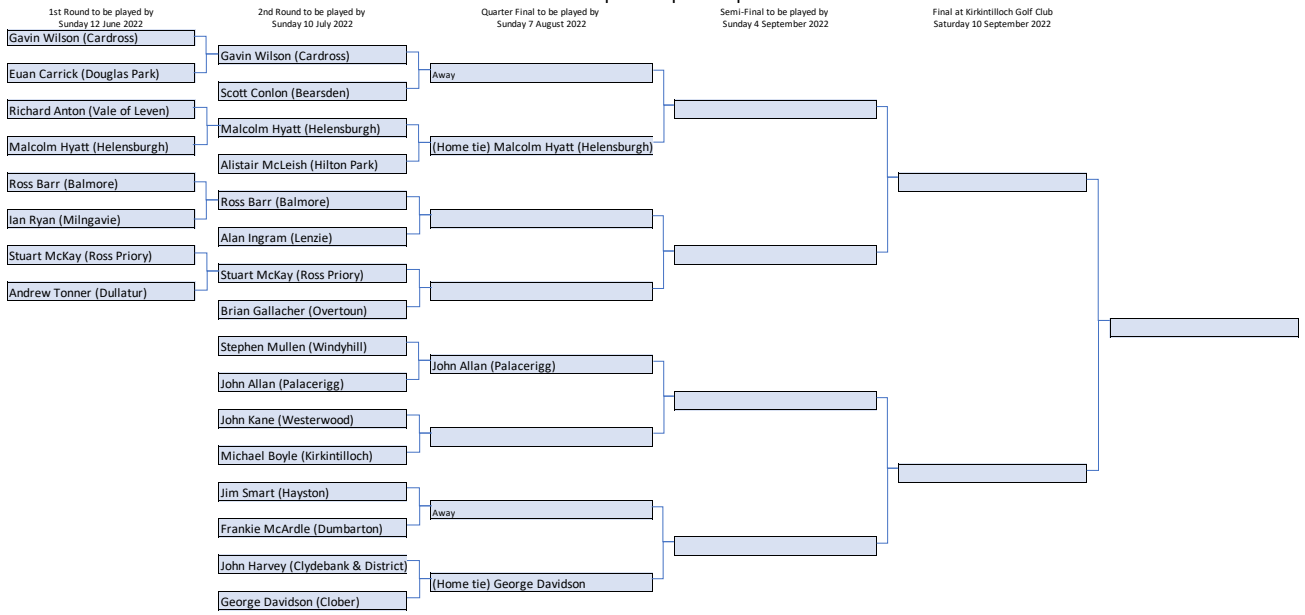 1st Round to be played by
Sunday 12 June 2022
2nd Round to be played by
Sunday 10 July 2022
Quarter Final to be played by
Sunday 7 August 2022
Semi-Final to be played by
Sunday 4 September 2022
Final at Kirkintilloch Golf Club
Saturday 10 September 2022
Gavin Wilson (Cardross)
Euan Carrick (Douglas Park)
Richard Anton (Vale of Leven)
Malcolm Hyatt (Helensburgh)
Ross Barr (Balmore)
Ian Ryan (Milngavie)
Stuart McKay (Ross Priory)
Andrew Tonner (Dullatur)
Gavin Wilson (Cardross)
Scott Conlon (Bearsden)
Malcolm Hyatt (Helensburgh)
Alistair McLeish (Hilton Park)
Ross Barr (Balmore)
Alan Ingram (Lenzie)
Stuart McKay (Ross Priory)
Brian Gallacher (Overtoun)
Stephen Mullen (Windyhill)
John Allan (Palacerigg)
John Kane (Westerwood)
Michael Boyle (Kirkintilloch)
Jim Smart (Hayston)
Frankie McArdle (Dumbarton)
John Harvey (Clydebank & District)
George Davidson (Clober)
Away
(Home tie) Malcolm Hyatt (Helensburgh)
John Allan (Palacerigg)
Away
(Home tie) George Davidson